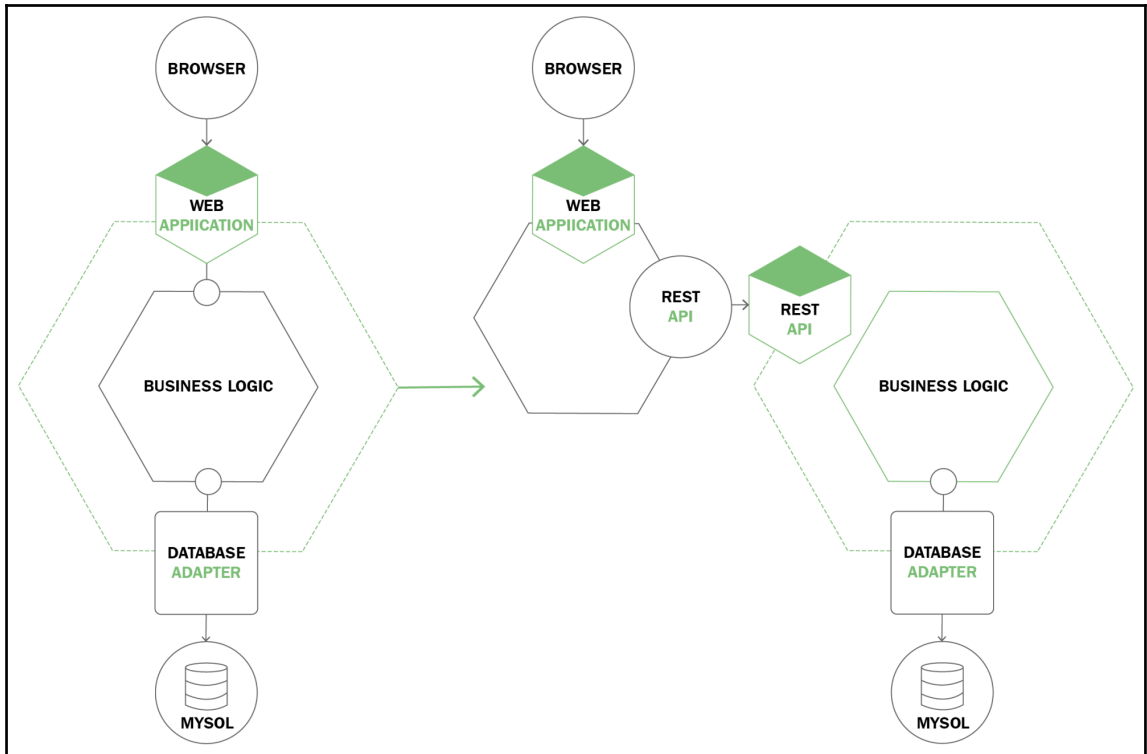 BROWSER
WEB
APPIICATION
BUSINESS LOGIC
DATABASE
ADAPTER
MYSOL
BROWSER
WEB
APPIICATION
REST
API
REST
API
BUSINESS LOGIC
DATABASE
ADAPTER
MYSOL